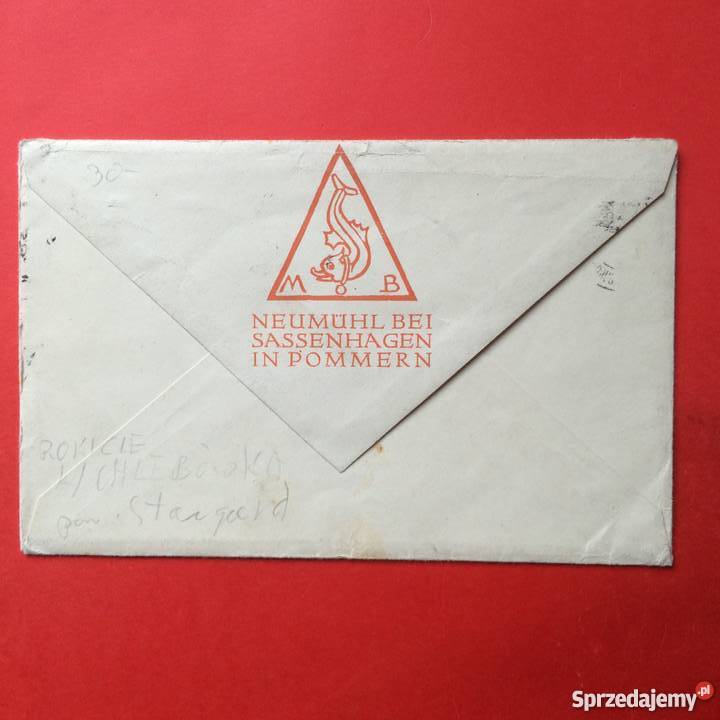 30-
M B
NEUMÜHL BEI
SASSENHAGEN
IN POMMERN
ROKICIE
pow. Stargard
Sprzedajemy.pl